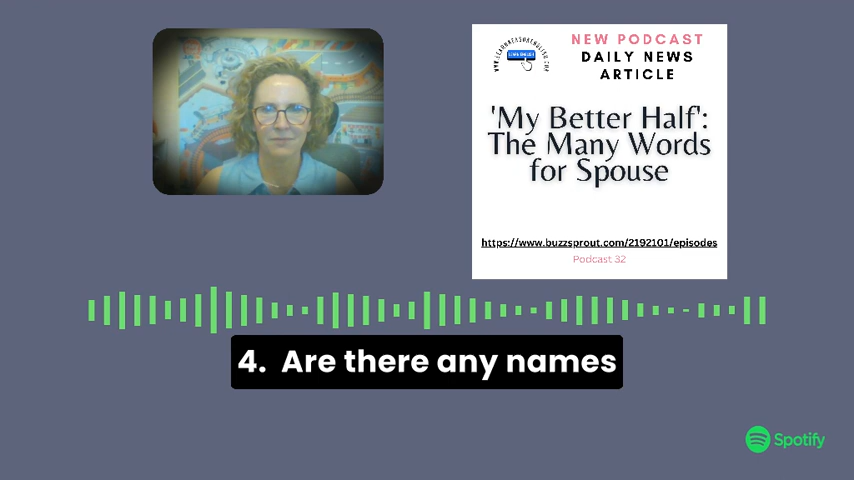 NEW PODCAST
DAILY NEWS
ARTICLE
'My Better Half':
The Many Words
for Spouse
https://www.buzzsprout.com/2192101/episodes
Podcast 32
4. Are there any names
Spotify